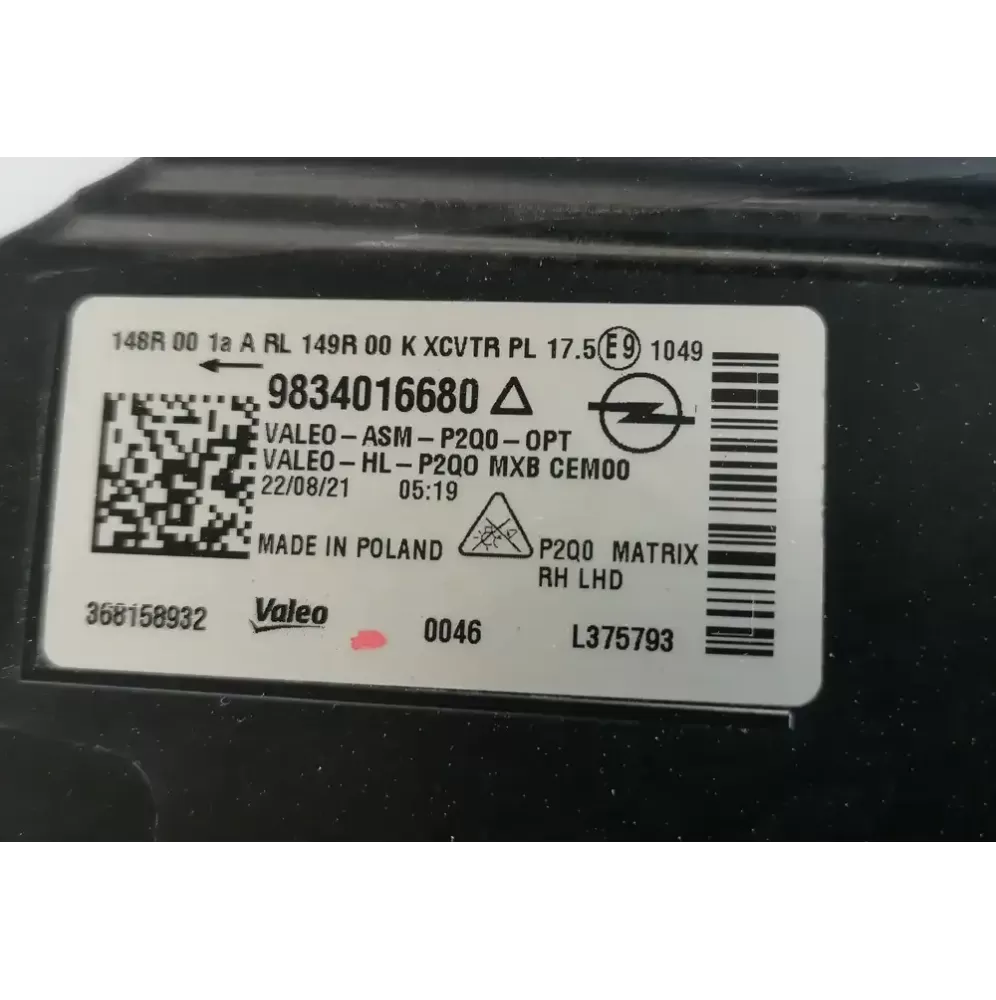 148R 00 1a A RL 149R 00 K XCVTR PL 17.5 E9 1049
9834016680
VALEO-ASM-P2Q0-OPT
VALEO-HL-P2Q0 MXB CEM00
22/08/21 05:19
MADE IN POLAND
P2Q0 MATRIX
RH LHD
368158932 Valeo 0046 L375793